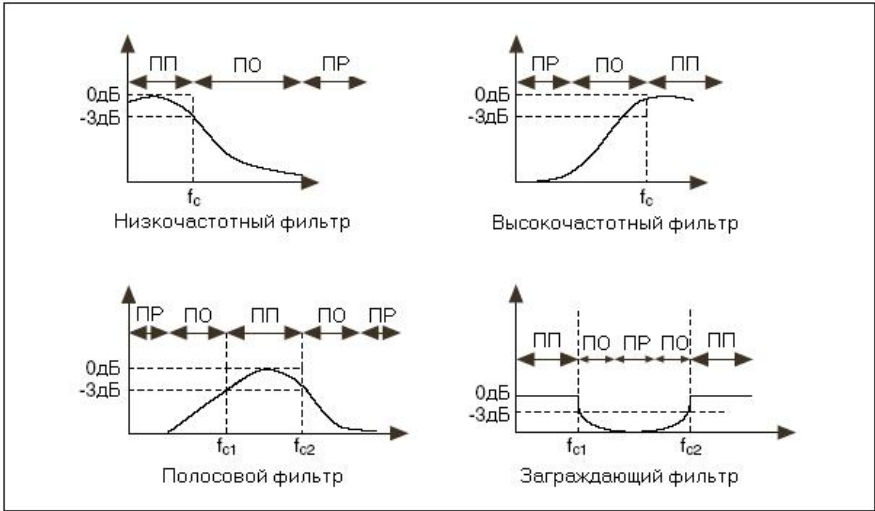 ПП ПО ПР
0дБ
-3дБ
fc
Низкочастотный фильтр
ПР ПО ПП
0дБ
-3дБ
fc
Высокочастотный фильтр
ПР ПО ПП ПО ПР
0дБ
-3дБ
fc1 fc2
Полосовой фильтр
ПП ПО ПР ПО ПП
0дБ
-3дБ
fc1 fc2
Заграждающий фильтр